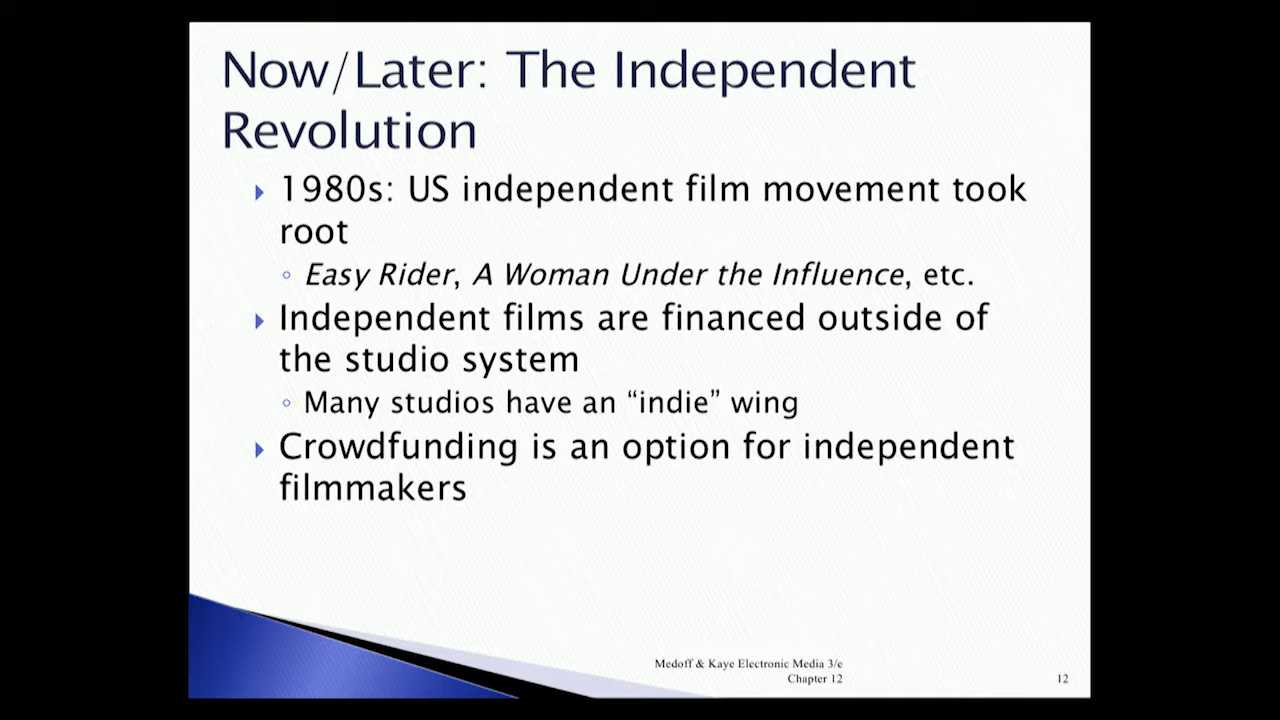 Now/Later: The Independent
Revolution
1980s: US independent film movement took
root
Easy Rider, A Woman Under the Influence, etc.
Independent films are financed outside of
the studio system
Many studios have an “indie” wing
Crowdfunding is an option for independent
filmmakers
Medoff & Kaye Electronic Media 3/e
Chapter 12
12